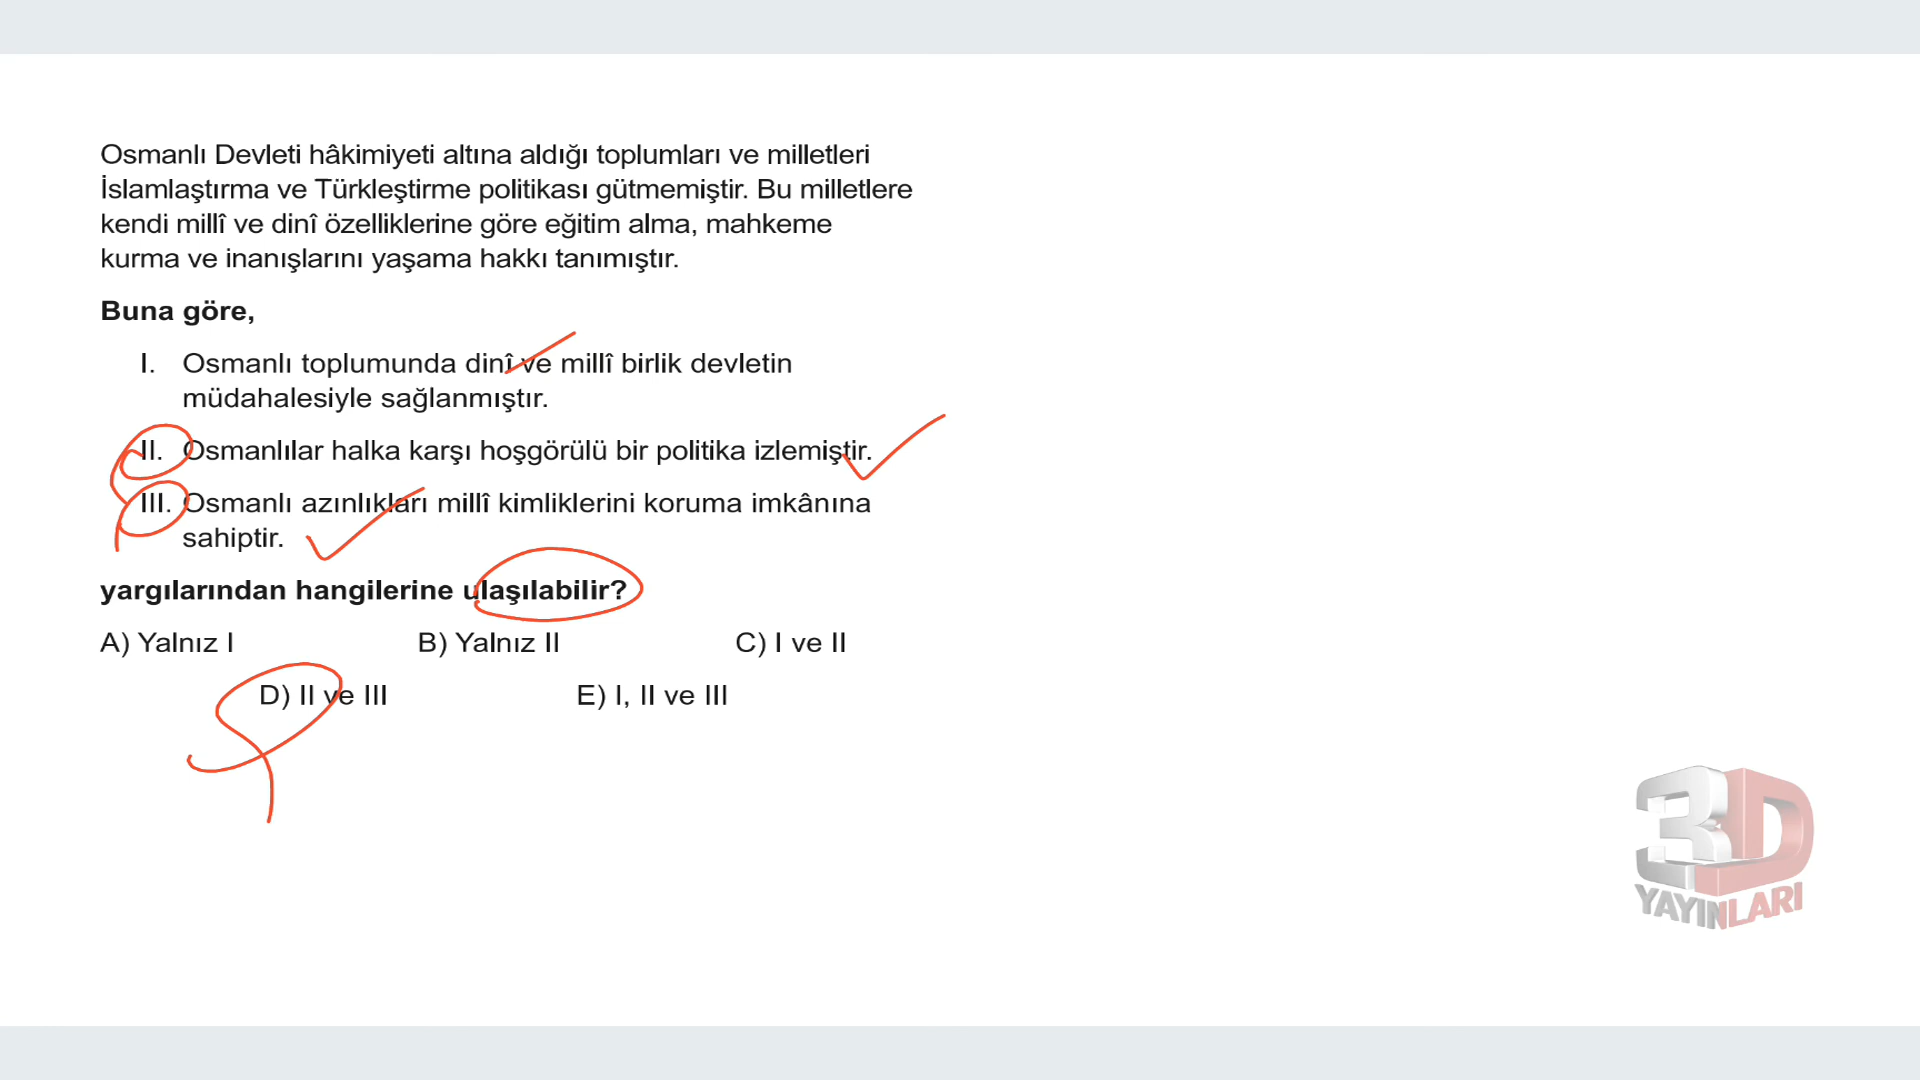 Osmanlı Devleti hâkimiyeti altına aldığı toplumları ve milletleri
İslamlaştırma ve Türkleştirme politikası gütmemiştir. Bu milletlere
kendi millî ve dinî özelliklerine göre eğitim alma, mahkeme
kurma ve inanışlarını yaşama hakkı tanımıştır.
Buna göre,
I. Osmanlı toplumunda dinî ve millî birlik devletin
müdahalesiyle sağlanmıştır.
II. Osmanlılar halka karşı hoşgörülü bir politika izlemiştir.
III. Osmanlı azınlıkları millî kimliklerini koruma imkânına
sahiptir.
yargılarından hangilerine ulaşılabilir?
A) Yalnız I B) Yalnız II C) I ve II
D) II ve III E) I, II ve III
3D
YAYINLARI